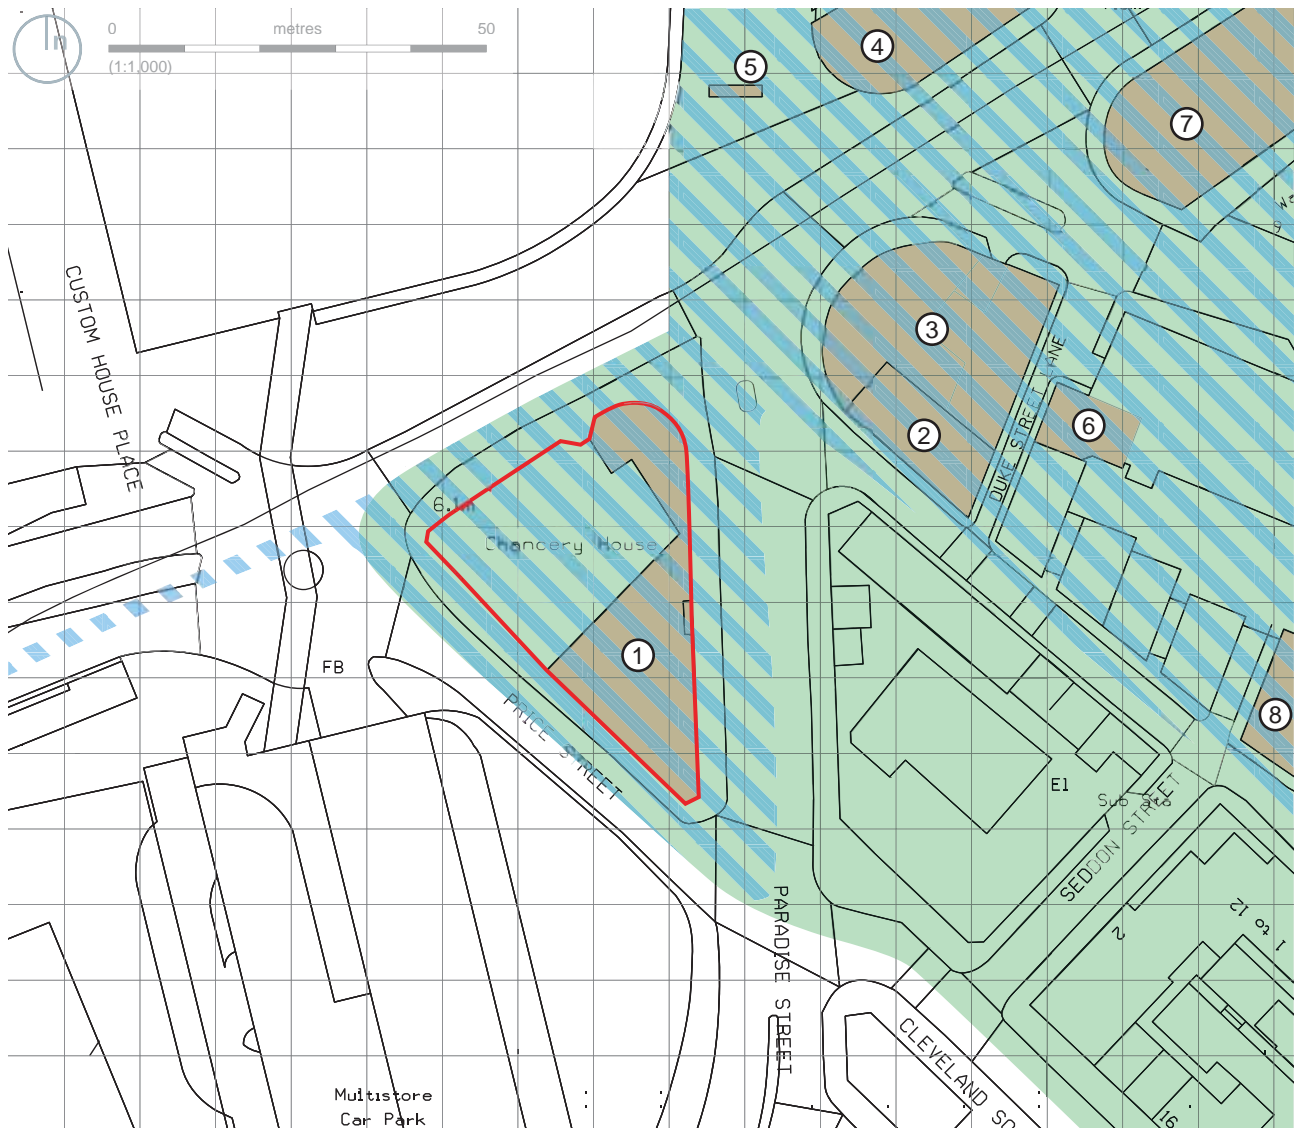 n
0 metres 50
(1:1,000)
5
4
7
9
CUSTOM HOUSE PLACE
3
DUKE STREET LANE
2
6
6.1m
Chancery House
1
FB
PRICE STREET
8
E1
Sub Sta
SEDDON STREET
PARADISE STREET
2
1 to 12
CLEVELAND SQ
16
Multistore
Car Park